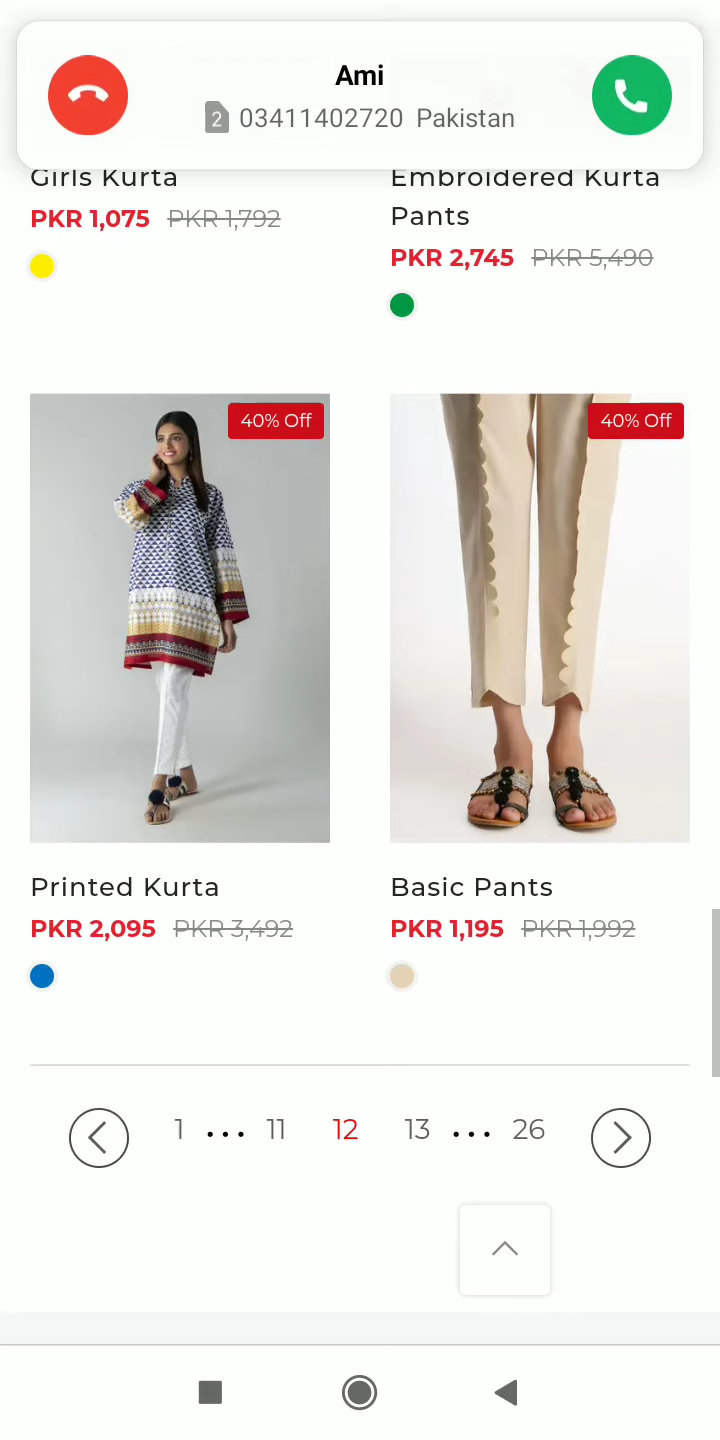 Ami
2 03411402720 Pakistan
Girls Kurta
PKR 1,075 PKR 1,792
Embroidered Kurta
Pants
PKR 2,745 PKR 5,490
40% Off
40% Off
Printed Kurta
PKR 2,095 PKR 3,492
Basic Pants
PKR 1,195 PKR 1,992
1 ... 11 12 13 ... 26